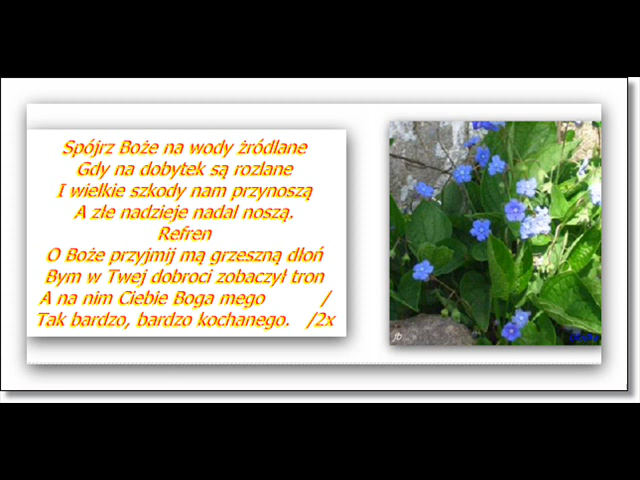 Spójrz Boże na wody żródlane
Gdy na dobytek są rozlane
I wielkie szkody nam przynoszą
A złe nadzieje nadal noszą.
Refren
O Boże przyjmij mą grzeszną dłoń
Bym w Twej dobroci zobaczył tron
A na nim Ciebie Boga mego /
Tak bardzo, bardzo kochanego. /2x
jb